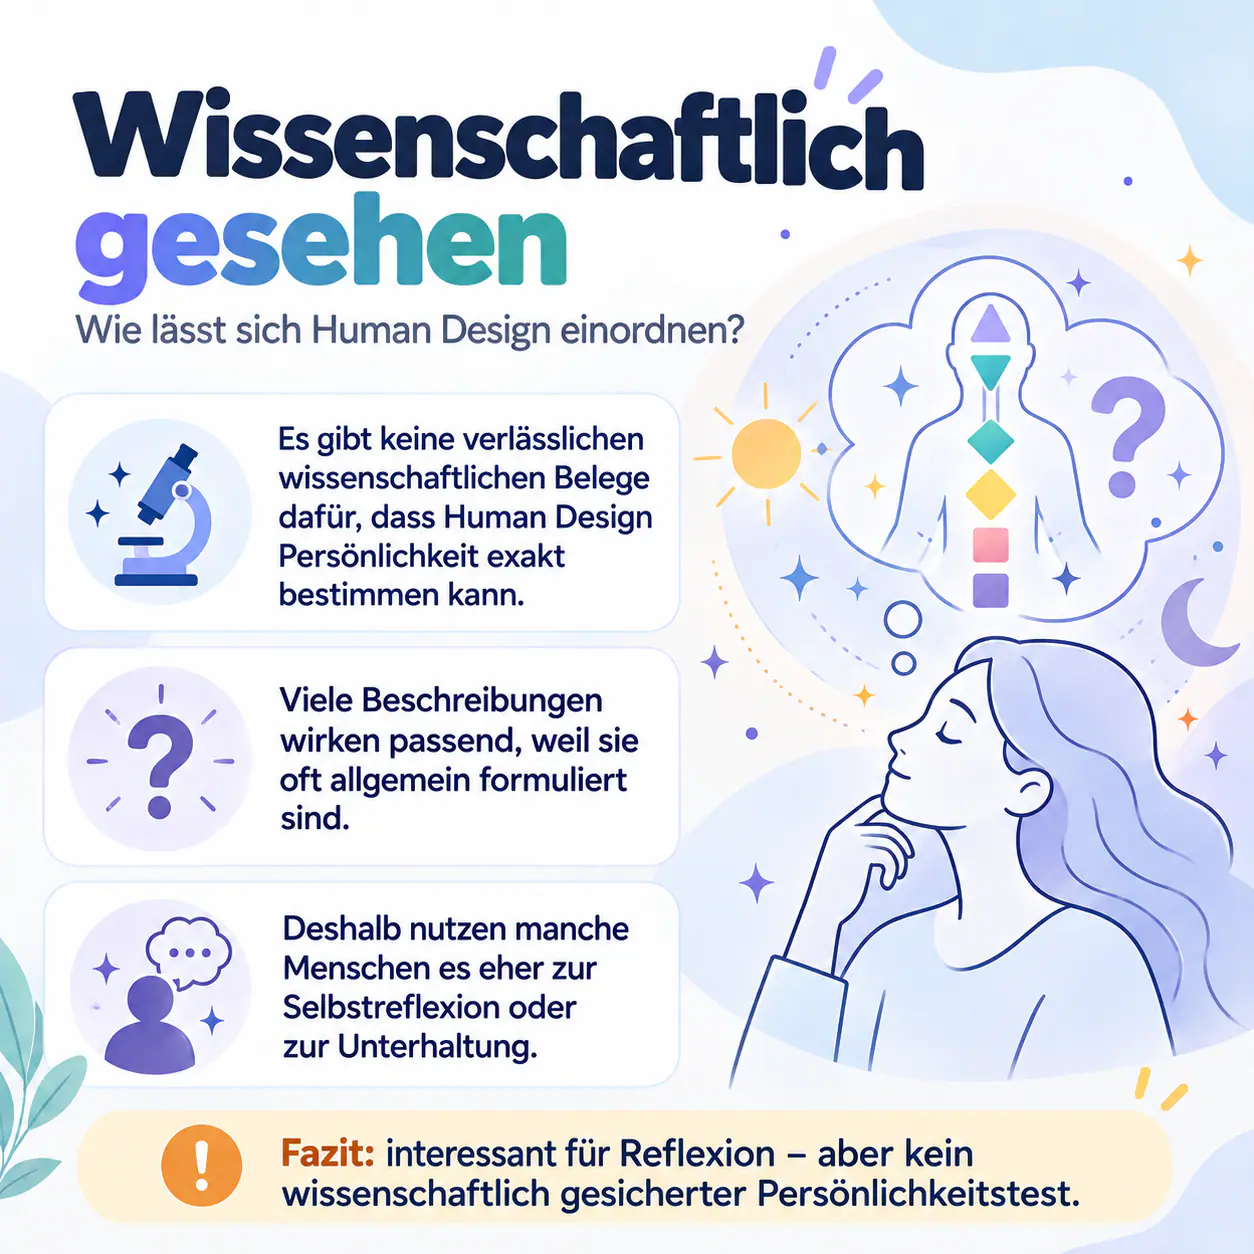 Wissenschaftlich
gesehen
Wie lässt sich Human Design einordnen?
Es gibt keine verlässlichen
wissenschaftlichen Belege
dafür, dass Human Design
Persönlichkeit exakt
bestimmen kann.
Viele Beschreibungen
wirken passend, weil sie
oft allgemein formuliert
sind.
Deshalb nutzen manche
Menschen es eher zur
Selbstreflexion oder
zur Unterhaltung.
Fazit: interessant für Reflexion – aber kein
wissenschaftlich gesicherter Persönlichkeitstest.